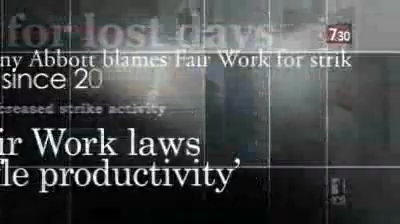 for lost days
7.30
ny Abbott blames Fair Work for strik
since 20
creased strike activity
ir Work laws
le productivity'